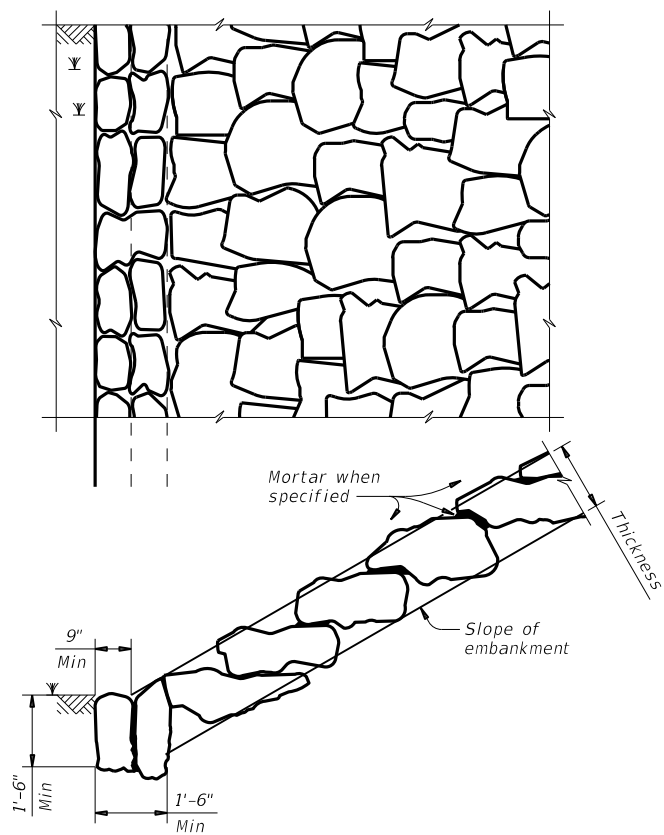 Mortar when
specified
Thickness
Slope of
embankment
9"
Min
1'-6"
Min
1'-6"
Min